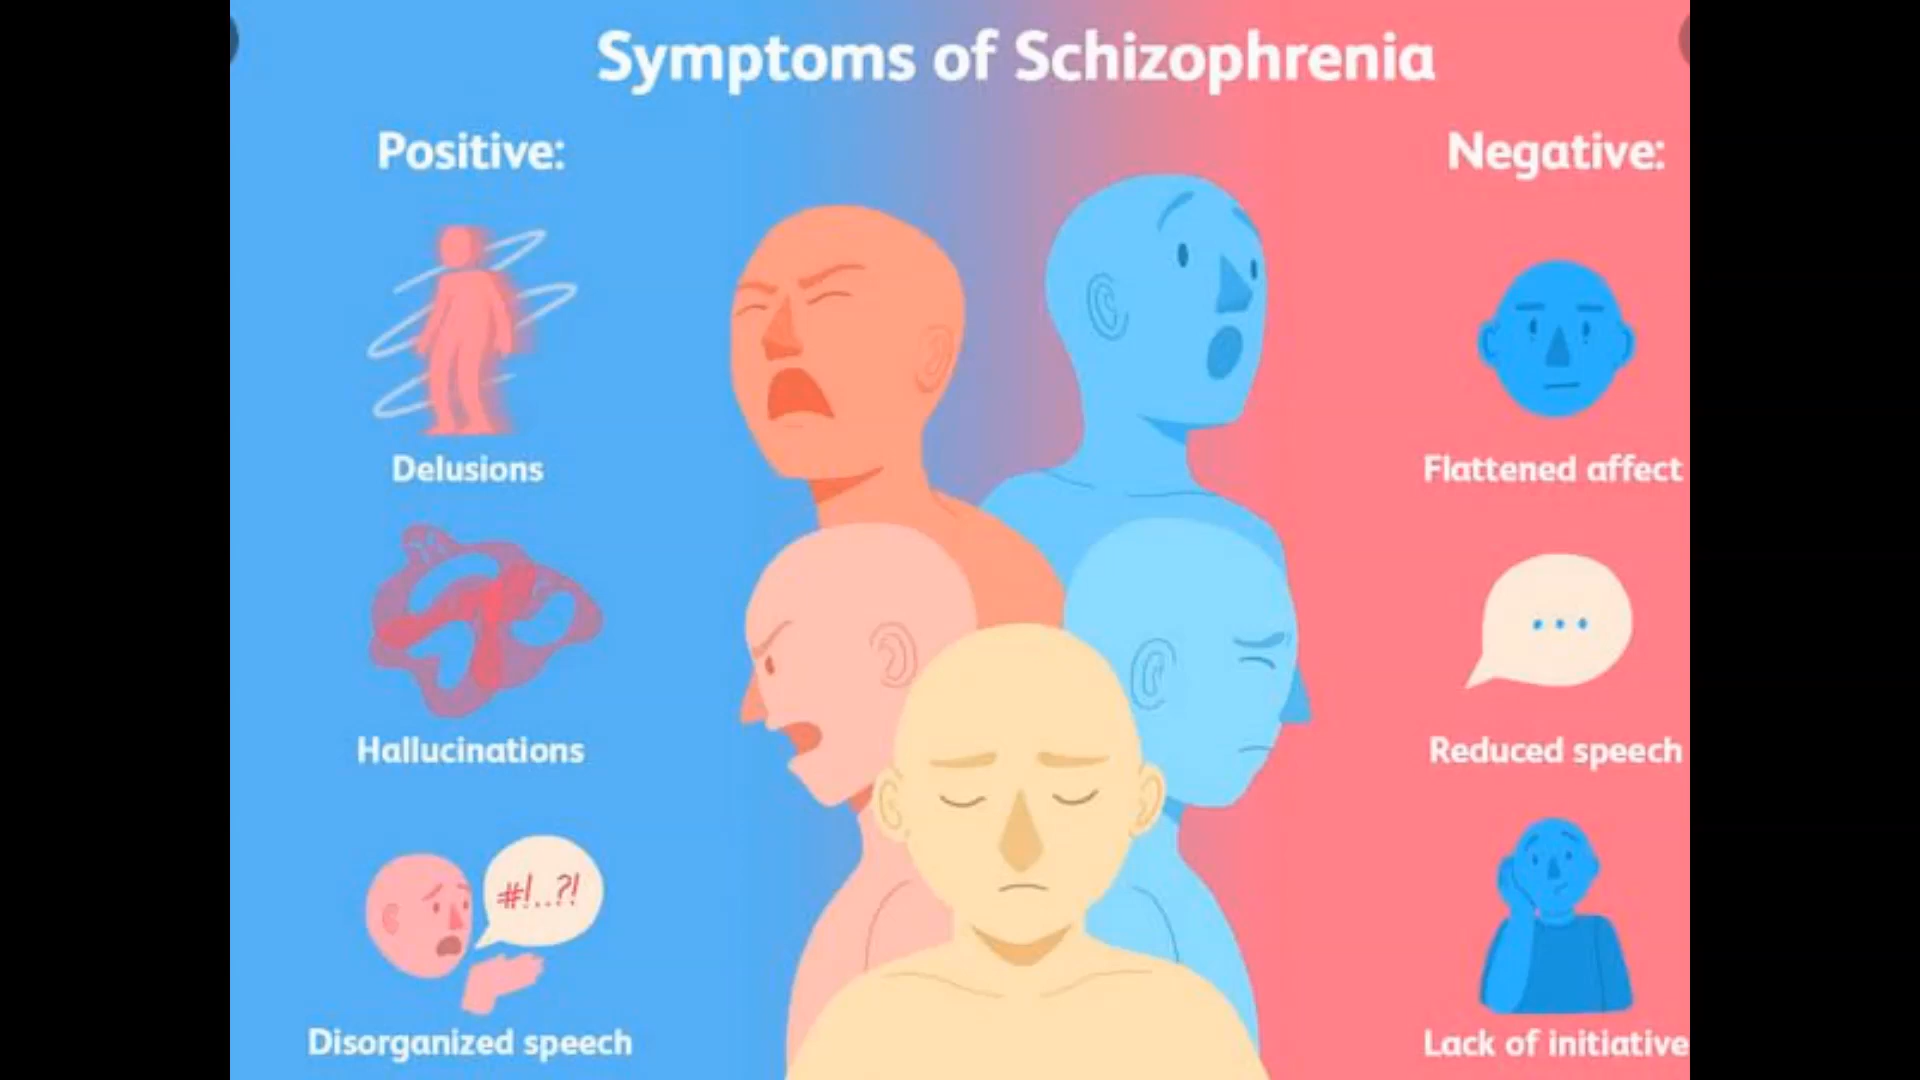 Symptoms of Schizophrenia
Positive:
Delusions
Hallucinations
#!..?!
Disorganized speech
Negative:
Flattened affect
...
Reduced speech
Lack of initiative